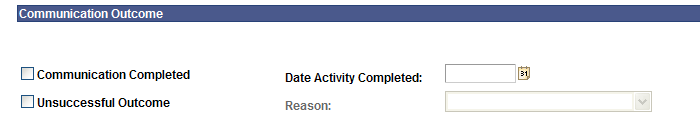 Communication Outcome
Communication Completed Date Activity Completed: 31
Unsuccessful Outcome Reason: